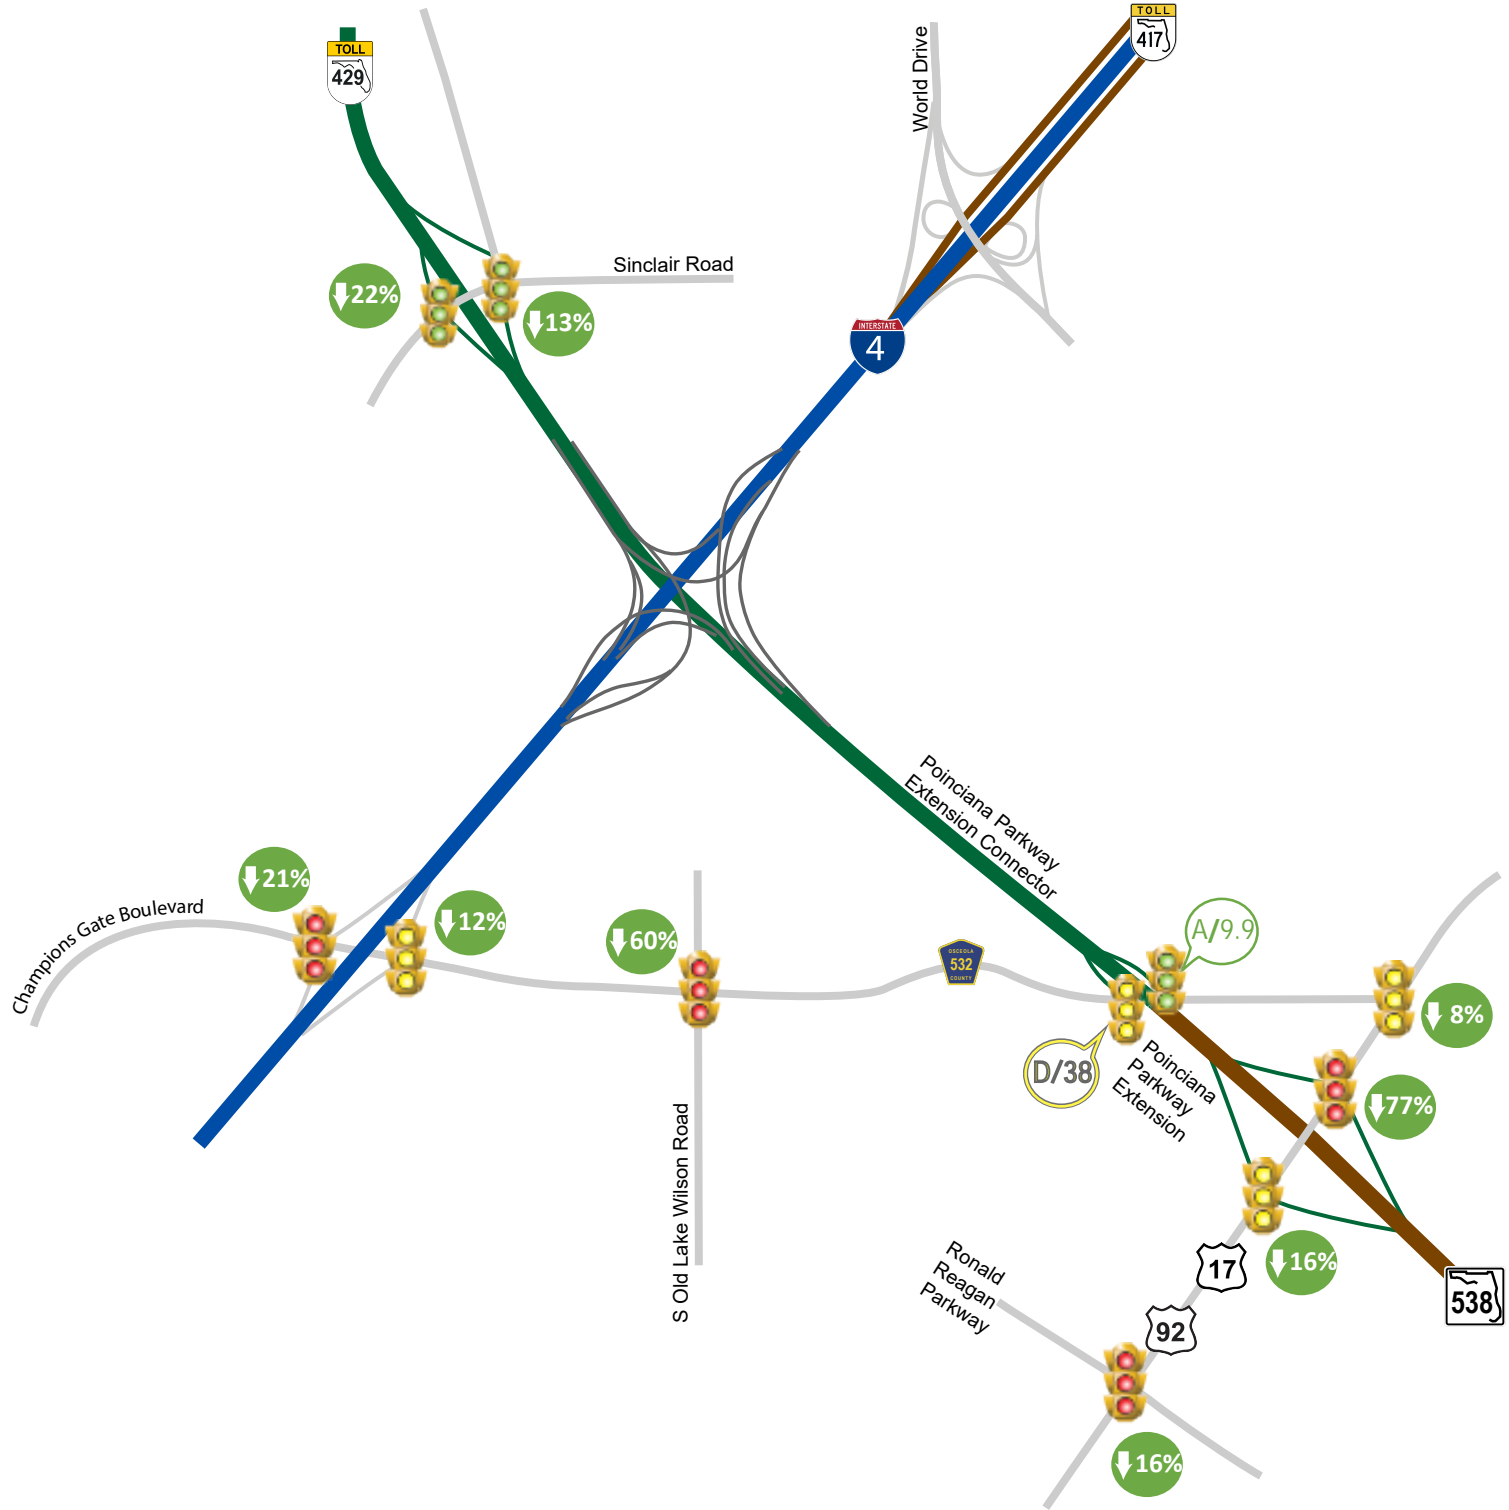 TOLL
429
TOLL
417
World Drive
Sinclair Road
22%
13%
INTERSTATE
4
Poinciana Parkway
Extension Connector
21%
12%
Champions Gate Boulevard
60%
OSCEOLA
532
COUNTY
A/9.9
8%
D/38
Poinciana
Parkway
Extension
77%
S Old Lake Wilson Road
16%
17
Ronald
Reagan
Parkway
92
538
16%